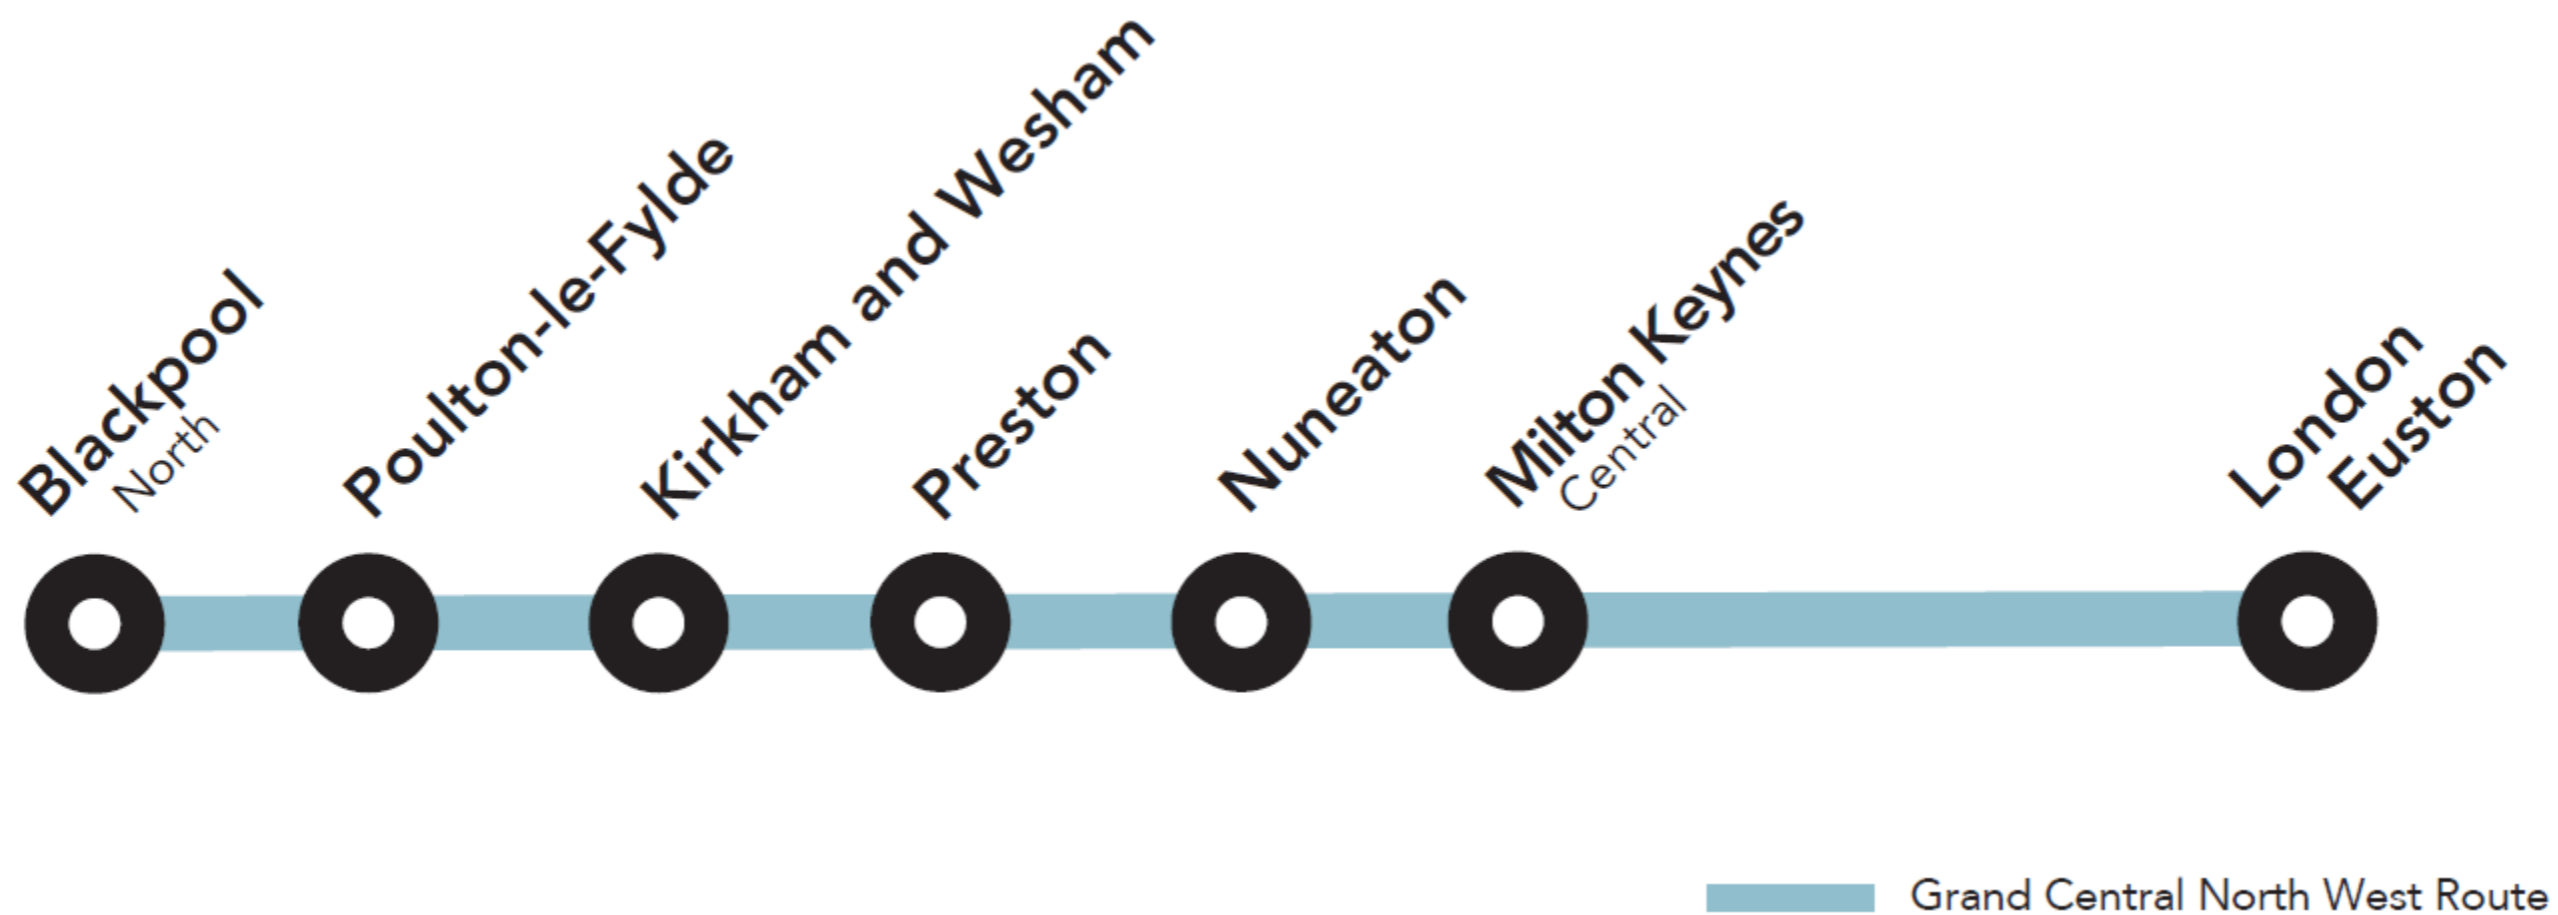 Blackpool
North
Poulton-le-Fylde
Kirkham and Wesham
Preston
Nuneaton
Milton Keynes
Central
London
Euston
Grand Central North West Route